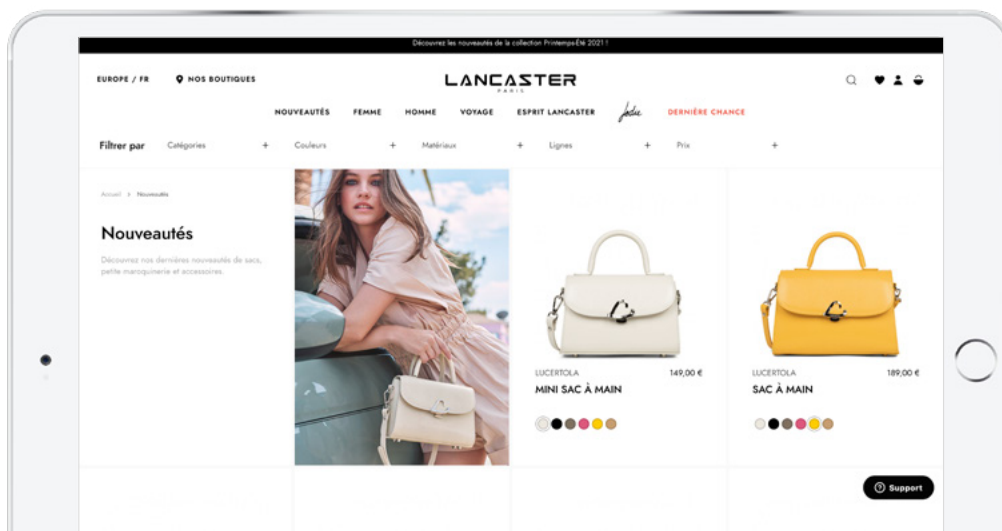 Découvrez les nouveautés de la collection Printemps-Été 2021 !
EUROPE / FR
NOS BOUTIQUES
LANCASTER
PARIS
NOUVEAUTÉS
FEMME
HOMME
VOYAGE
ESPRIT LANCASTER
Jodie
DERNIÈRE CHANCE
Filtrer par
Catégories +
Couleurs +
Matériaux +
Lignes +
Prix +
Accueil > Nouveautés
Nouveautés
Découvrez nos dernières nouveautés de sacs,
petite maroquinerie et accessoires.
LUCERTOLA 149,00 €
MINI SAC À MAIN
LUCERTOLA 189,00 €
SAC À MAIN
Support